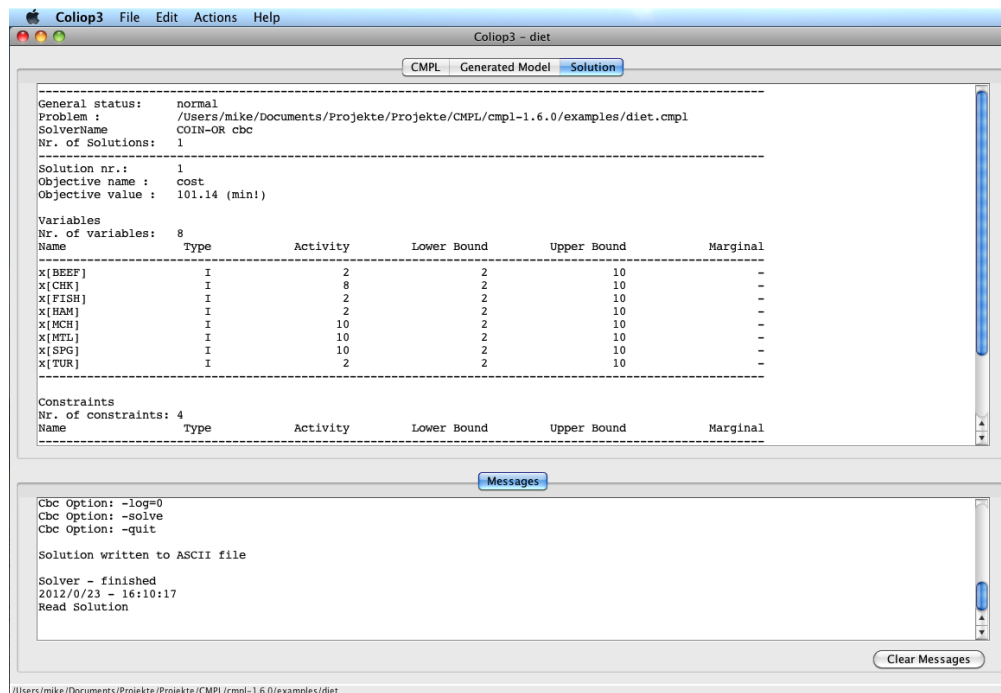 Coliop3 File Edit Actions Help
Coliop3 – diet
CMPL Generated Model Solution
General status: normal
Problem : /Users/mike/Documents/Projekte/Projekte/CMPL/cmpl-1.6.0/examples/diet.cmpl
SolverName COIN-OR cbc
Nr. of Solutions: 1
Solution nr.: 1
Objective name : cost
Objective value : 101.14 (min!)
Variables
Nr. of variables: 8
Name Type Activity Lower Bound Upper Bound Marginal
x[BEEF] I 2 2 10 -
x[CHK] I 8 2 10 -
x[FISH] I 2 2 10 -
x[HAM] I 2 2 10 -
x[MCH] I 10 2 10 -
x[MTL] I 10 2 10 -
x[SPG] I 10 2 10 -
x[TUR] I 2 2 10 -
Constraints
Nr. of constraints: 4
Name Type Activity Lower Bound Upper Bound Marginal
Messages
Cbc Option: -log=0
Cbc Option: -solve
Cbc Option: -quit
Solution written to ASCII file
Solver - finished
2012/0/23 - 16:10:17
Read Solution
Clear Messages
/Users/mike/Documents/Projekte/Projekte/CMPL/cmpl-1.6.0/examples/diet